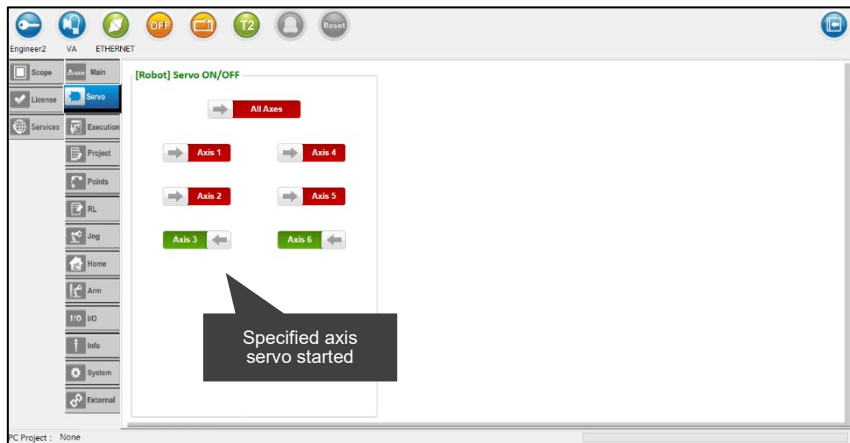 OFF
T2
Reset
Engineer2 VA ETHERNET
Scope
License
Services
Main
Servo
Execution
Project
Points
RL
Jog
Home
Arm
I/O I/O
Info
System
External
[Robot] Servo ON/OFF
All Axes
Axis 1 Axis 4
Axis 2 Axis 5
Axis 3 Axis 6
Specified axis
servo started
PC Project : None